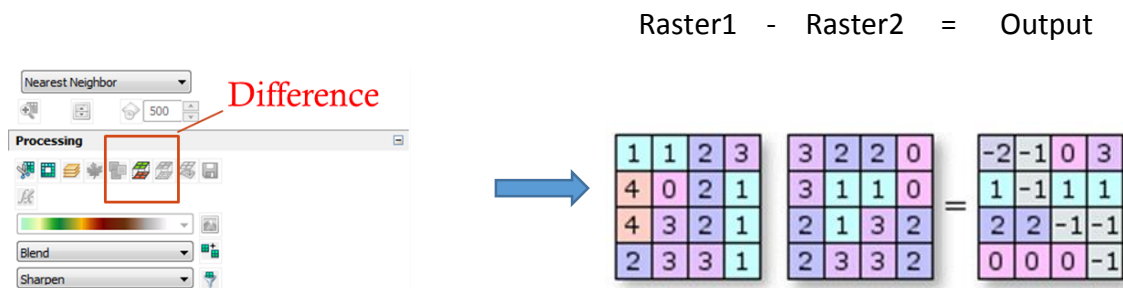 Raster1 - Raster2 = Output
Nearest Neighbor
Difference
500
Processing
fx
Blend
Sharpen
1 1 2 3 3 2 2 0 -2 -1 0 3
4 0 2 1 3 1 1 0 = 1 -1 1 1
4 3 2 1 2 1 3 2 2 2 -1 -1
2 3 3 1 2 3 3 2 0 0 0 -1